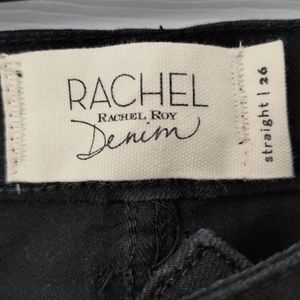 RACHEL
RACHEL ROY
Denim
straight | 26